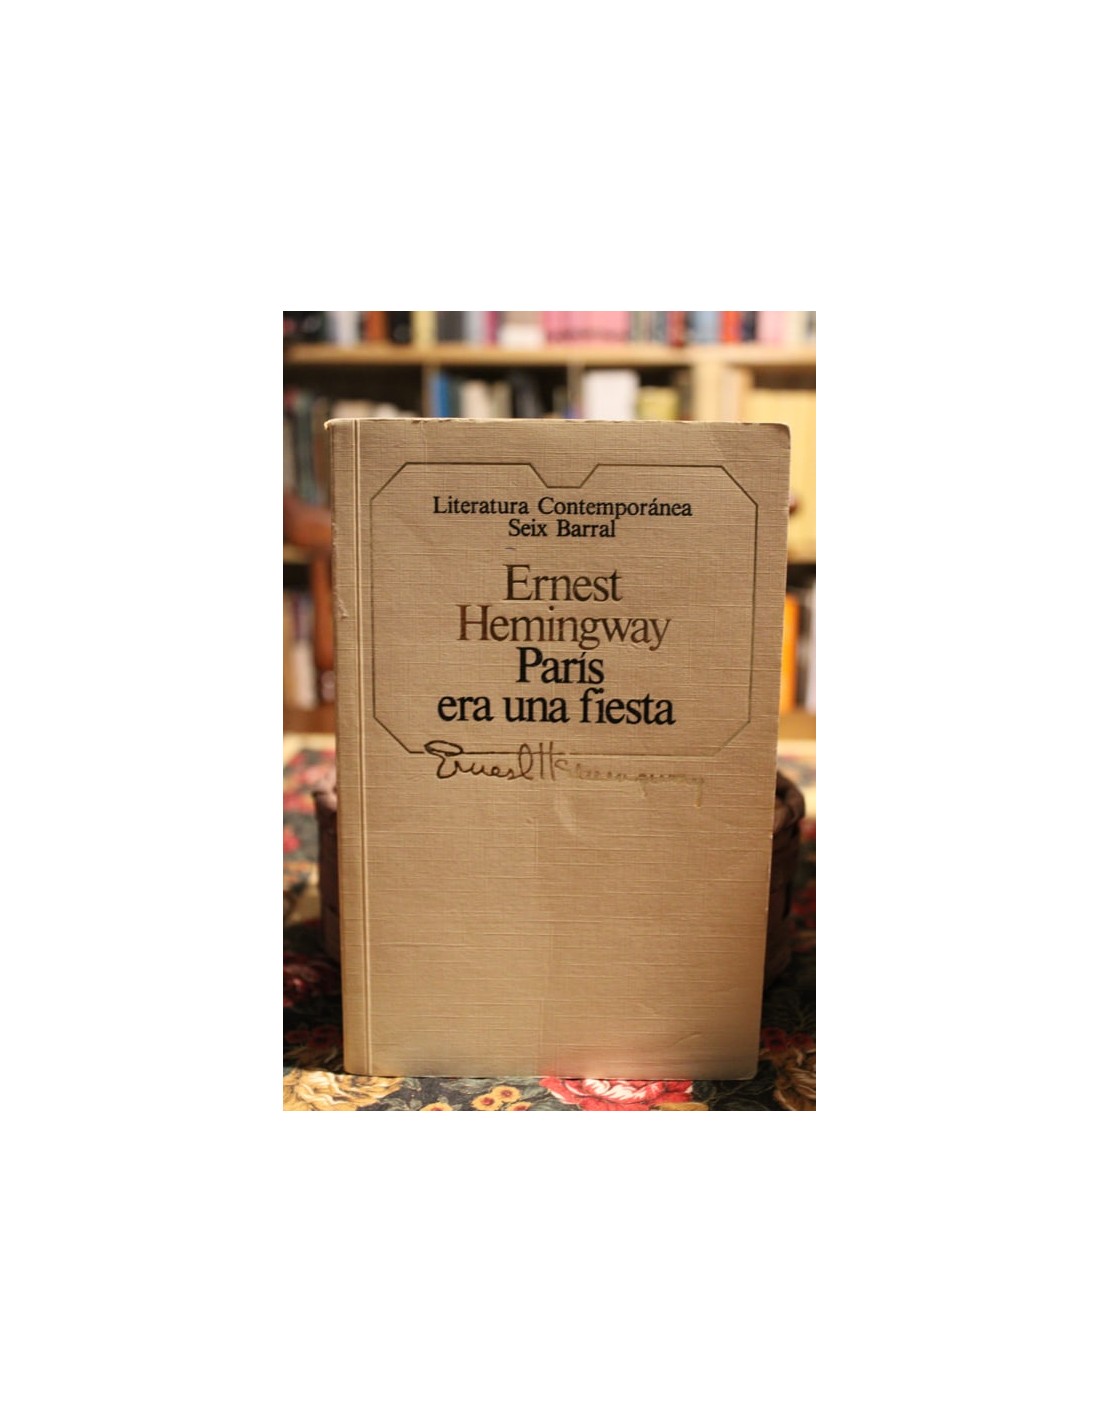 Literatura Contemporánea
Seix Barral
Ernest
Hemingway
París
era una fiesta
Ernest Hemingway